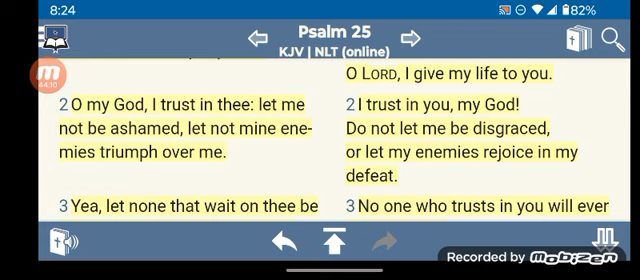 8:24
82%
Psalm 25
KJV | NLT (online)
44:10
O LORD, I give my life to you.
2 O my God, I trust in thee: let me
not be ashamed, let not mine ene-
mies triumph over me.
3 Yea, let none that wait on thee be
2 I trust in you, my God!
Do not let me be disgraced,
or let my enemies rejoice in my
defeat.
3 No one who trusts in you will ever
Recorded by Mobizen